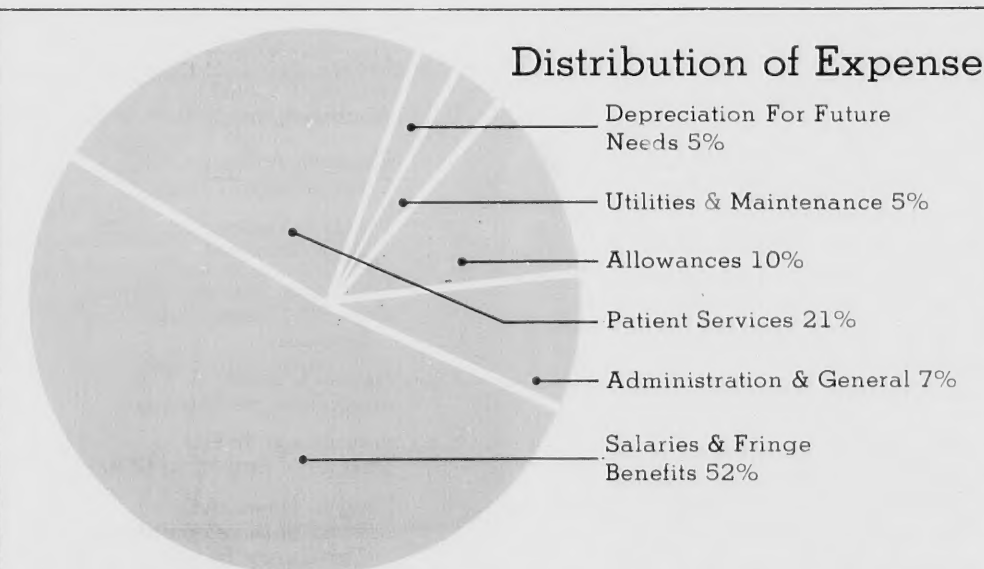 Distribution of Expense
Depreciation For Future
Needs 5%
Utilities & Maintenance 5%
Allowances 10%
Patient Services 21%
Administration & General 7%
Salaries & Fringe
Benefits 52%